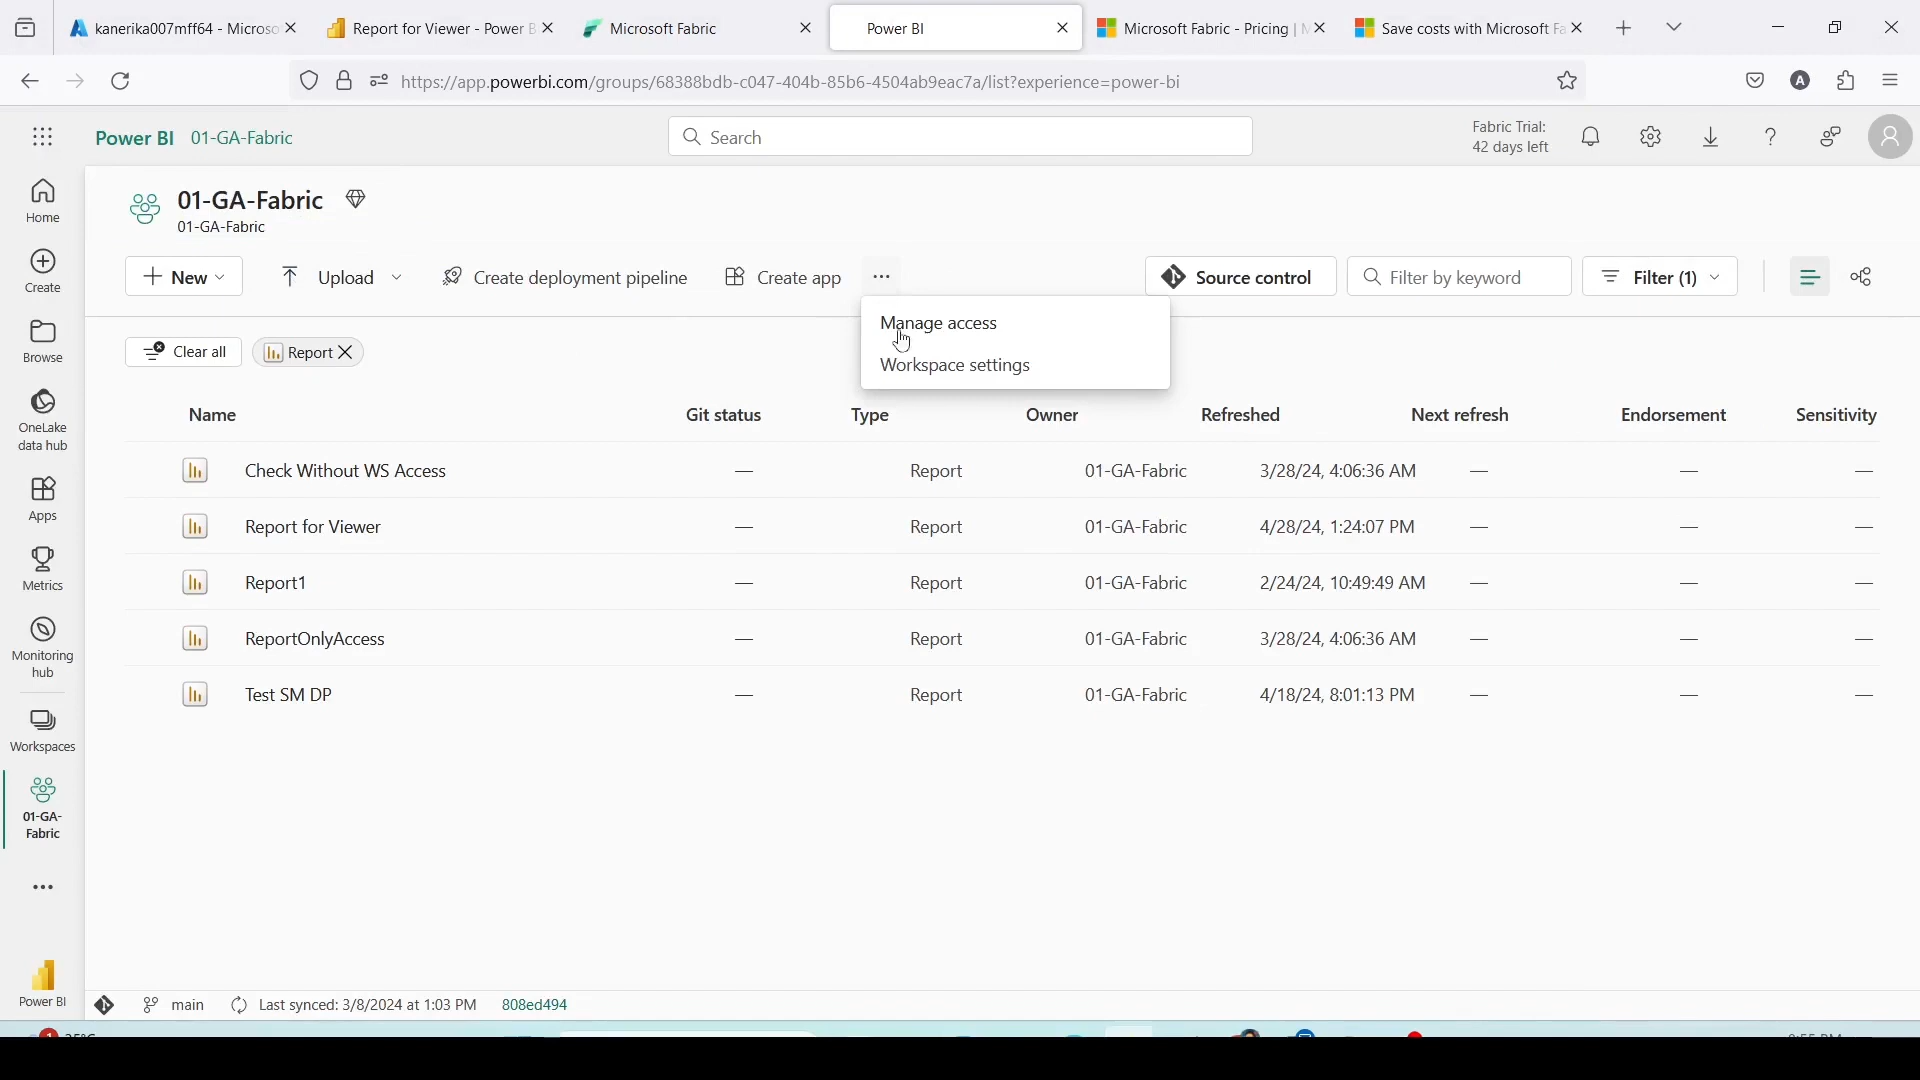 kanerika007mff64 - Microso
Report for Viewer - Power B
Microsoft Fabric
Power BI
Microsoft Fabric - Pricing | M
Save costs with Microsoft Fa
https://app.powerbi.com/groups/68388bdb-c047-404b-85b6-4504ab9eac7a/list?experience=power-bi
A
Power BI 01-GA-Fabric
Search
Fabric Trial:
42 days left
Home
Create
Browse
OneLake
data hub
Apps
Metrics
Monitoring
hub
Workspaces
01-GA-
Fabric
Power BI
01-GA-Fabric
01-GA-Fabric
New
Upload
Create deployment pipeline
Create app
Source control
Filter by keyword
Filter (1)
Manage access
Workspace settings
Clear all
Report
Name Git status Type Owner Refreshed Next refresh Endorsement Sensitivity
Check Without WS Access — Report 01-GA-Fabric 3/28/24, 4:06:36 AM — — —
Report for Viewer — Report 01-GA-Fabric 4/28/24, 1:24:07 PM — — —
Report1 — Report 01-GA-Fabric 2/24/24, 10:49:49 AM — — —
ReportOnlyAccess — Report 01-GA-Fabric 3/28/24, 4:06:36 AM — — —
Test SM DP — Report 01-GA-Fabric 4/18/24, 8:01:13 PM — — —
main
Last synced: 3/8/2024 at 1:03 PM
808ed494